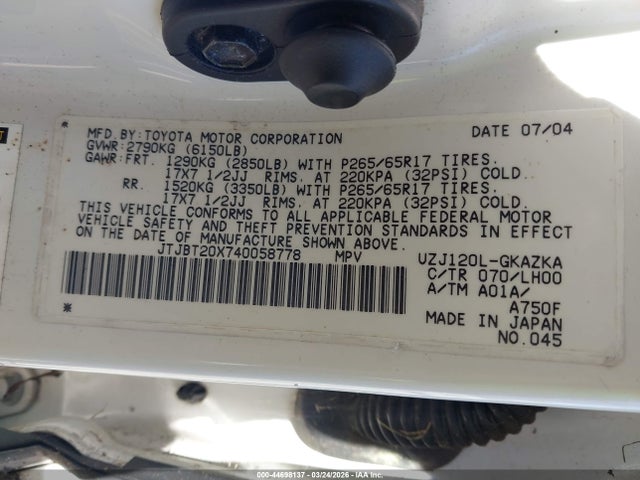 MFD.BY:TOYOTA MOTOR CORPORATION DATE 07/04
GVWR:2790KG (6150LB)
GAWR:FRT. 1290KG (2850LB) WITH P265/65R17 TIRES.
17X7 1/2JJ RIMS. AT 220KPA (32PSI) COLD.
RR. 1520KG (3350LB) WITH P265/65R17 TIRES.
17X7 1/2JJ RIMS. AT 220KPA (32PSI) COLD.
THIS VEHICLE CONFORMS TO ALL APPLICABLE FEDERAL MOTOR
VEHICLE SAFETY AND THEFT PREVENTION STANDARDS IN EFFECT
ON THE DATE OF MANUFACTURE SHOWN ABOVE.
JTJBT20X740058778 MPV UZJ120L-GKAZKA
C/TR 070/LH00
A/TM A01A/
A750F
MADE IN JAPAN
NO.045
000-44698137 - 03/24/2026 - IAAI.com